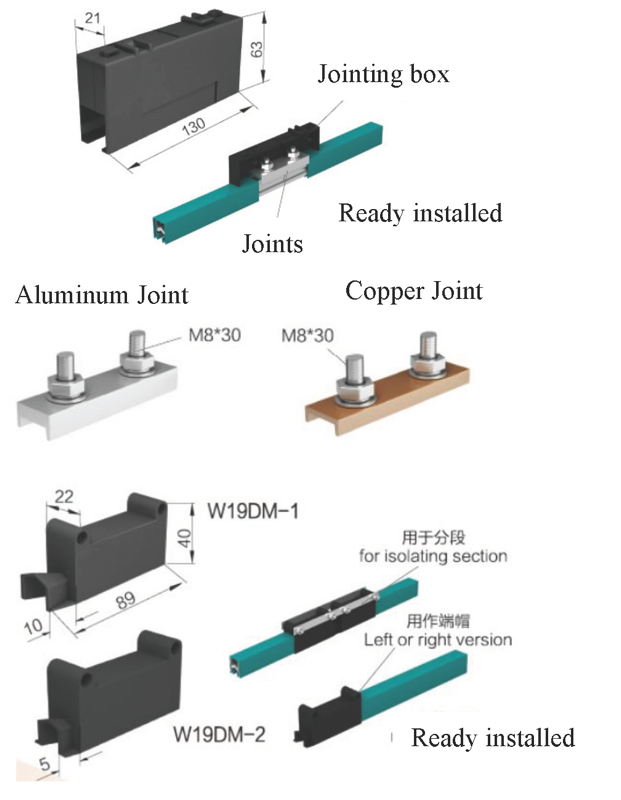 21
63
130
Jointing box
Ready installed
Joints
Aluminum Joint
Copper Joint
M8*30
M8*30
22
W19DM-1
40
89
10
用于分段
for isolating section
用作端帽
Left or right version
W19DM-2
Ready installed
5